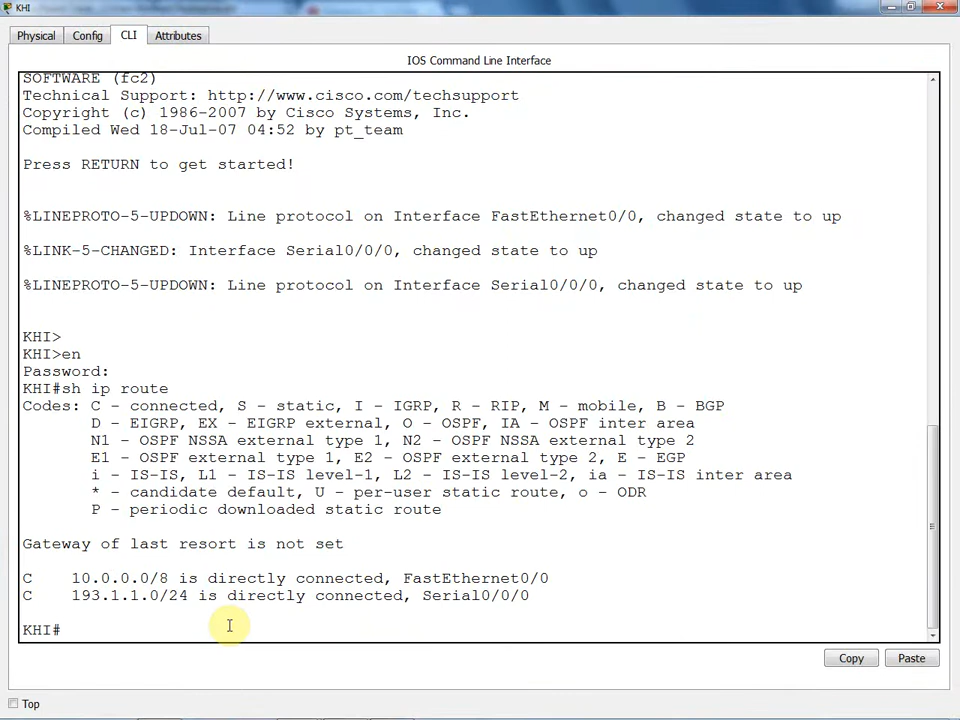 KHI
Physical Config CLI Attributes
IOS Command Line Interface
SOFTWARE (fc2)
Technical Support: http://www.cisco.com/techsupport
Copyright (c) 1986-2007 by Cisco Systems, Inc.
Compiled Wed 18-Jul-07 04:52 by pt_team
Press RETURN to get started!
%LINEPROTO-5-UPDOWN: Line protocol on Interface FastEthernet0/0, changed state to up
%LINK-5-CHANGED: Interface Serial0/0/0, changed state to up
%LINEPROTO-5-UPDOWN: Line protocol on Interface Serial0/0/0, changed state to up
KHI>
KHI>en
Password:
KHI#sh ip route
Codes: C - connected, S - static, I - IGRP, R - RIP, M - mobile, B - BGP
D - EIGRP, EX - EIGRP external, O - OSPF, IA - OSPF inter area
N1 - OSPF NSSA external type 1, N2 - OSPF NSSA external type 2
E1 - OSPF external type 1, E2 - OSPF external type 2, E - EGP
i - IS-IS, L1 - IS-IS level-1, L2 - IS-IS level-2, ia - IS-IS inter area
* - candidate default, U - per-user static route, o - ODR
P - periodic downloaded static route
Gateway of last resort is not set
C 10.0.0.0/8 is directly connected, FastEthernet0/0
C 193.1.1.0/24 is directly connected, Serial0/0/0
KHI#
Copy Paste
Top